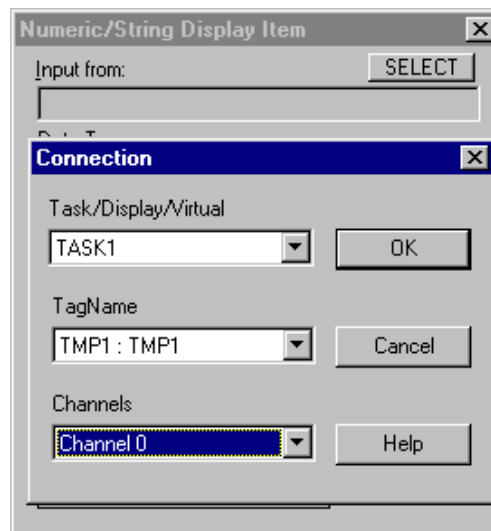 Numeric/String Display Item
Input from:
SELECT
Connection
Task/Display/Virtual
TASK1
OK
TagName
TMP1 : TMP1
Cancel
Channels
Channel 0
Help